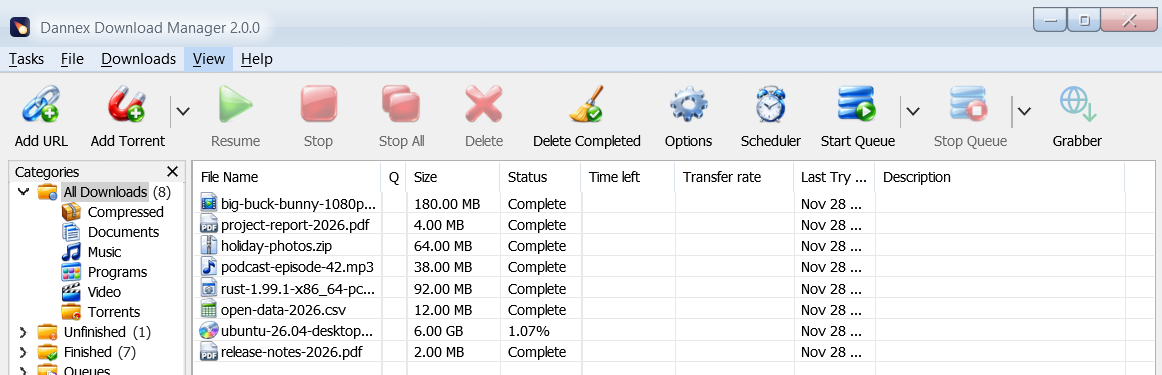 Dannex Download Manager 2.0.0
Tasks File Downloads View Help
Add URL Add Torrent Resume Stop Stop All Delete Delete Completed Options Scheduler Start Queue Stop Queue Grabber
Categories
All Downloads (8)
Compressed
Documents
Music
Programs
Video
Torrents
Unfinished (1)
Finished (7)
Queues
File Name Q Size Status Time left Transfer rate Last Try ... Description
big-buck-bunny-1080p... 180.00 MB Complete Nov 28 ...
project-report-2026.pdf 4.00 MB Complete Nov 28 ...
holiday-photos.zip 64.00 MB Complete Nov 28 ...
podcast-episode-42.mp3 38.00 MB Complete Nov 28 ...
rust-1.99.1-x86_64-pc... 92.00 MB Complete Nov 28 ...
open-data-2026.csv 12.00 MB Complete Nov 28 ...
ubuntu-26.04-desktop... 6.00 GB 1.07% Nov 28 ...
release-notes-2026.pdf 2.00 MB Complete Nov 28 ...